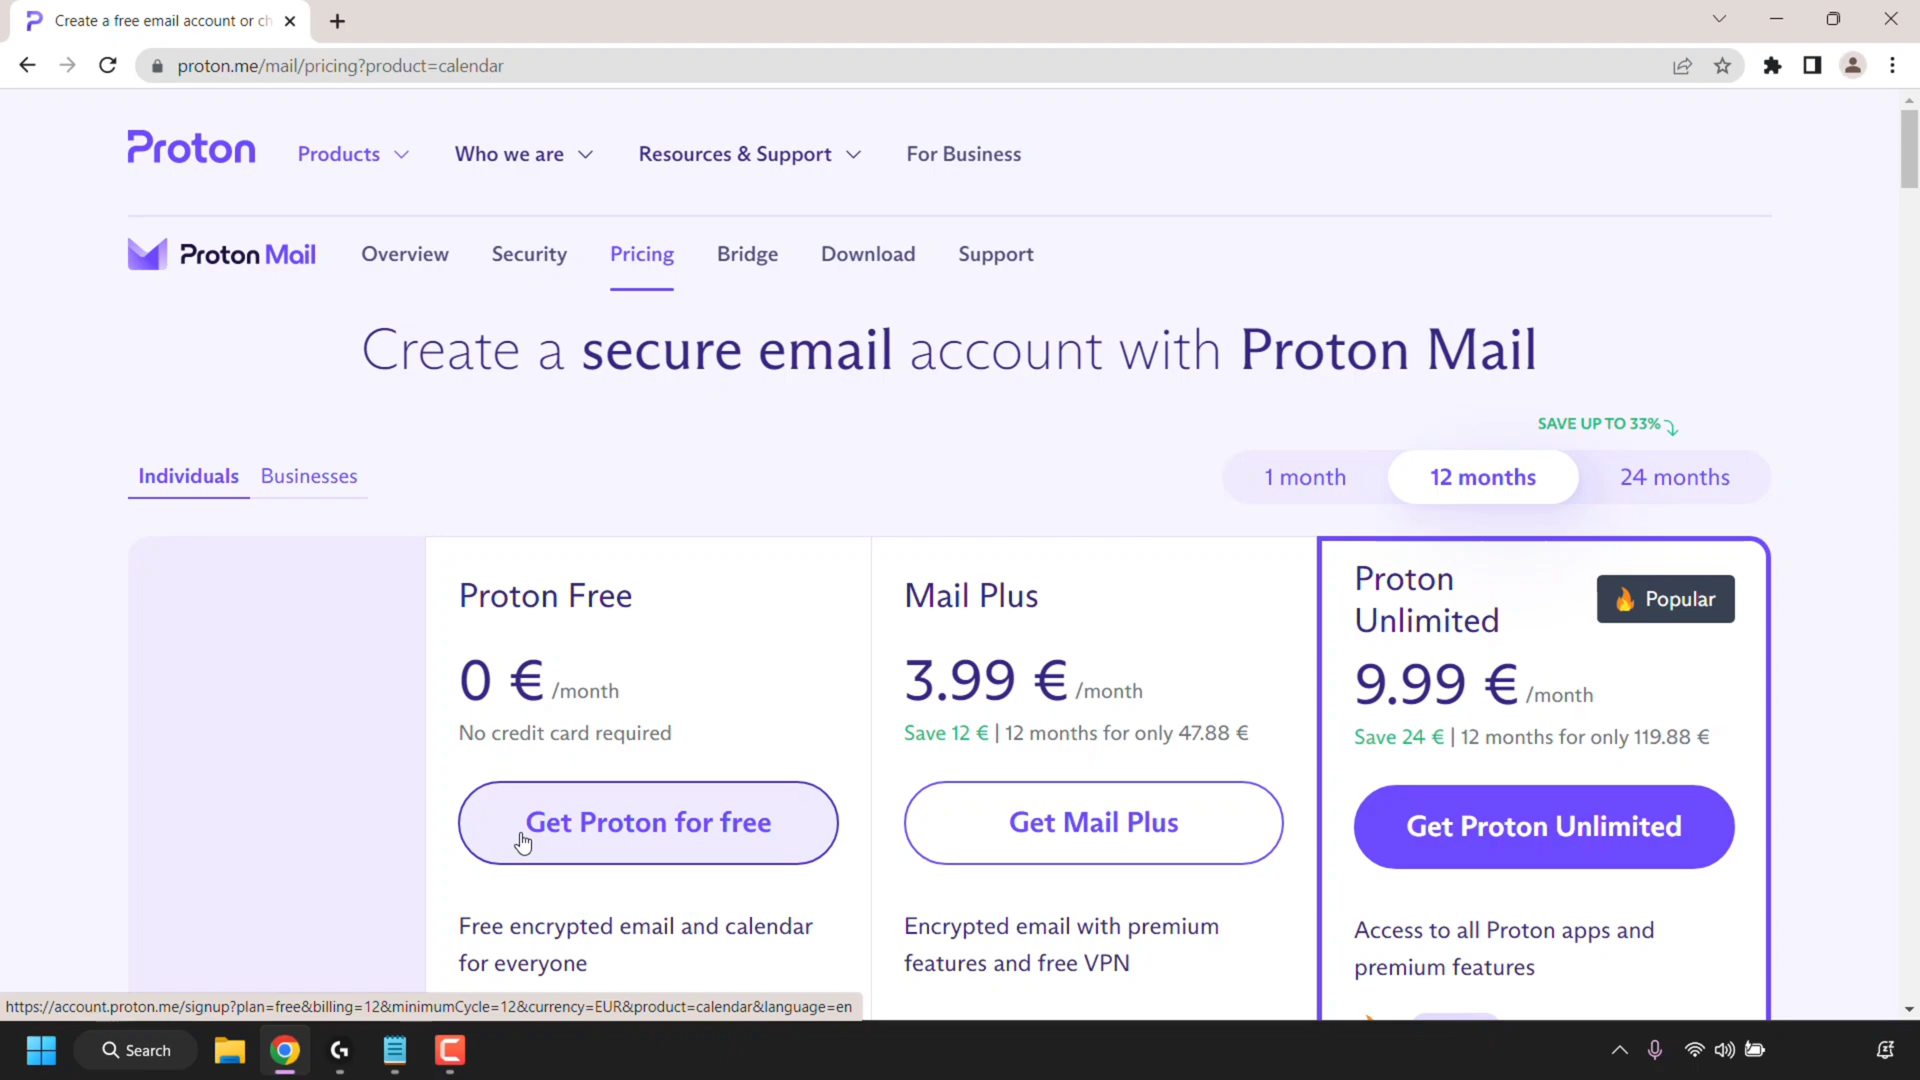 Create a free email account or ch
proton.me/mail/pricing?product=calendar
Proton
Products
Who we are
Resources & Support
For Business
Proton Mail
Overview
Security
Pricing
Bridge
Download
Support
Create a secure email account with Proton Mail
SAVE UP TO 33%
Individuals
Businesses
1 month
12 months
24 months
Proton Free
0 € /month
No credit card required
Get Proton for free
Free encrypted email and calendar
for everyone
Mail Plus
3.99 € /month
Save 12 € | 12 months for only 47.88 €
Get Mail Plus
Encrypted email with premium
features and free VPN
Proton
Unlimited
Popular
9.99 € /month
Save 24 € | 12 months for only 119.88 €
Get Proton Unlimited
Access to all Proton apps and
premium features
https://account.proton.me/signup?plan=free&billing=12&minimumCycle=12&currency=EUR&product=calendar&language=en
Search